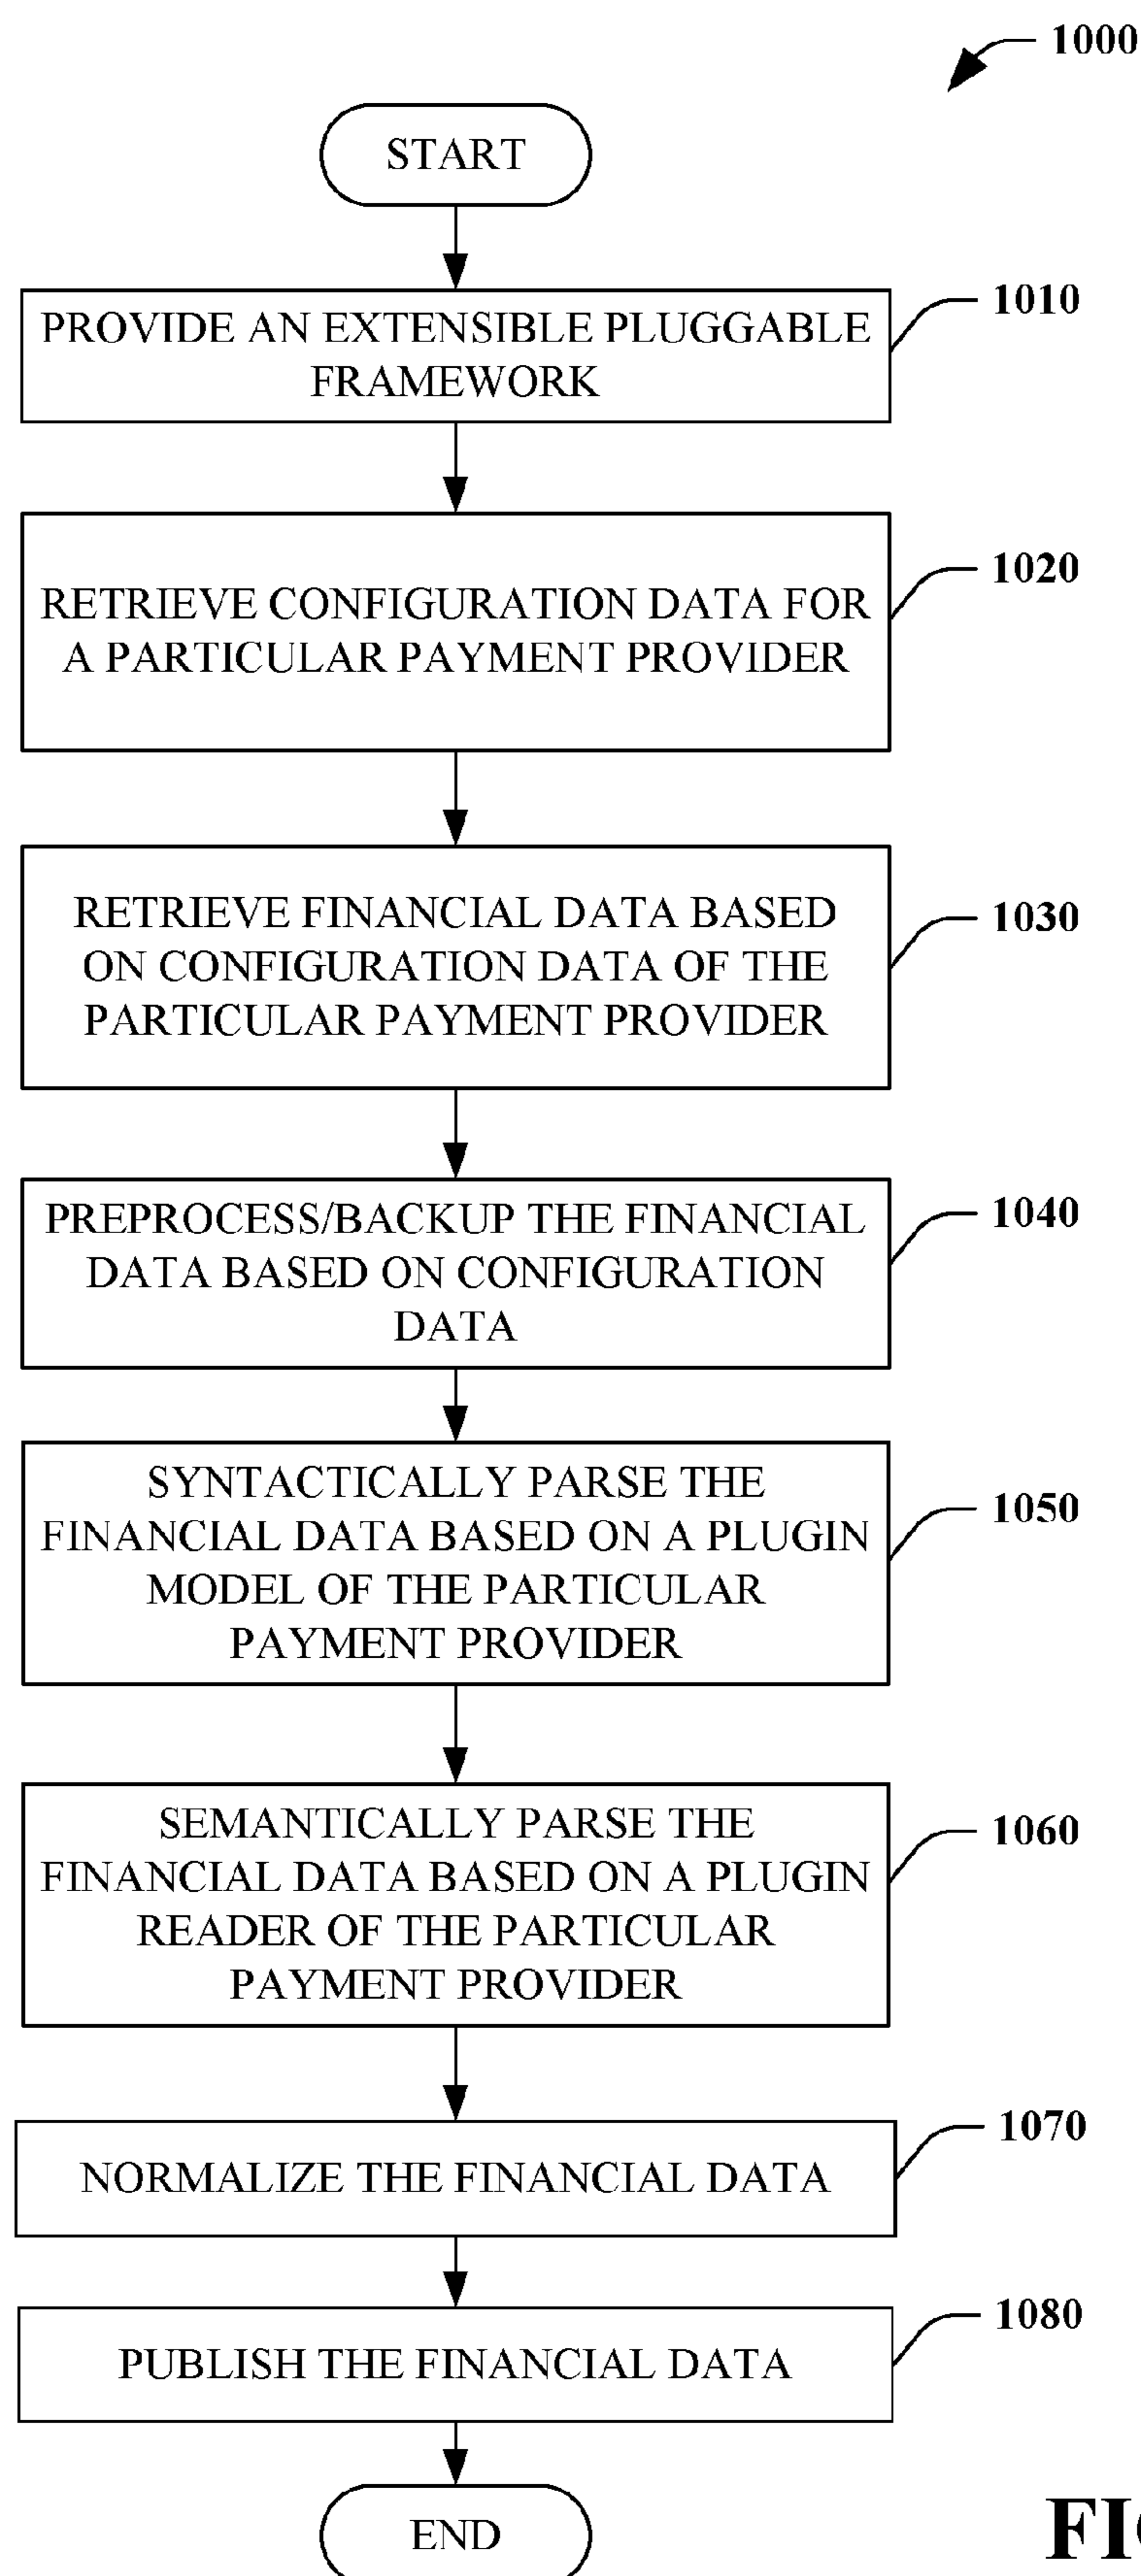 1000
START
1010
PROVIDE AN EXTENSIBLE PLUGGABLE
FRAMEWORK
1020
RETRIEVE CONFIGURATION DATA FOR
A PARTICULAR PAYMENT PROVIDER
1030
RETRIEVE FINANCIAL DATA BASED
ON CONFIGURATION DATA OF THE
PARTICULAR PAYMENT PROVIDER
1040
PREPROCESS/BACKUP THE FINANCIAL
DATA BASED ON CONFIGURATION
DATA
1050
SYNTACTICALLY PARSE THE
FINANCIAL DATA BASED ON A PLUGIN
MODEL OF THE PARTICULAR
PAYMENT PROVIDER
1060
SEMANTICALLY PARSE THE
FINANCIAL DATA BASED ON A PLUGIN
READER OF THE PARTICULAR
PAYMENT PROVIDER
1070
NORMALIZE THE FINANCIAL DATA
1080
PUBLISH THE FINANCIAL DATA
END